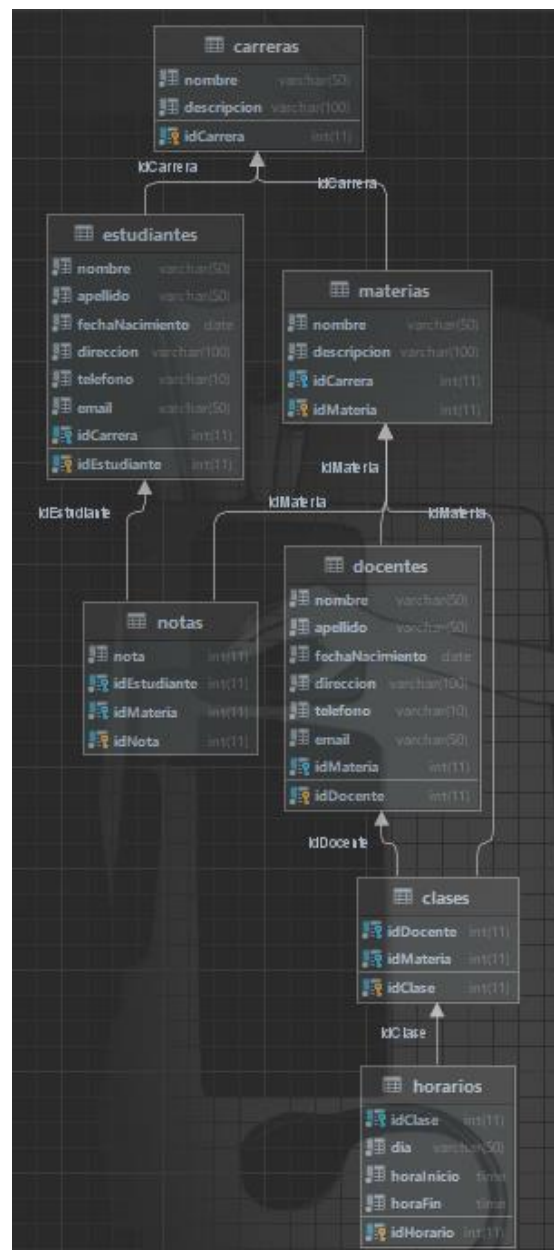 carreras
nombre varchar(50)
descripcion varchar(100)
idCarrera int(11)
idCarrera
idCarrera
estudiantes
nombre varchar(50)
apellido varchar(50)
fechaNacimiento date
direccion varchar(100)
telefono varchar(10)
email varchar(50)
idCarrera int(11)
idEstudiante int(11)
materias
nombre varchar(50)
descripcion varchar(100)
idCarrera int(11)
idMateria int(11)
idMateria
idEstudiante
idMateria
idMateria
notas
nota int(11)
idEstudiante int(11)
idMateria int(11)
idNota int(11)
docentes
nombre varchar(50)
apellido varchar(50)
fechaNacimiento date
direccion varchar(100)
telefono varchar(10)
email varchar(50)
idMateria int(11)
idDocente int(11)
idDocente
clases
idDocente int(11)
idMateria int(11)
idClase int(11)
idClase
horarios
idClase int(11)
dia varchar(50)
horaInicio time
horaFin time
idHorario int(11)